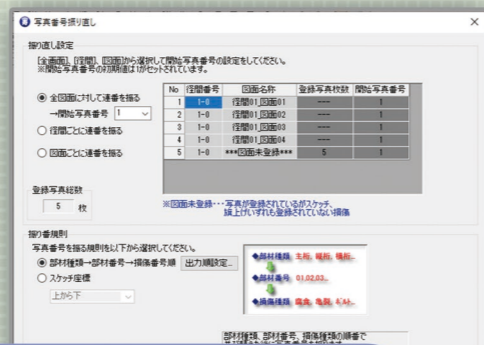 写真番号振り直し
振り直し設定
[全画面]、[径間]、[図面]から選択して開始写真番号の設定をしてください。
※開始写真番号の初期値は1がセットされています。
全図面に対して連番を振る
→開始写真番号 1
径間ごとに連番を振る
図面ごとに連番を振る
No 径間番号 図面名称 登録写真枚数 開始写真番号
1 1-0 径間01_図面01 --- 1
2 1-0 径間01_図面02 --- 1
3 1-0 径間01_図面03 --- 1
4 1-0 径間01_図面04 --- 1
5 1-0 ***図面未登録*** 5 1
登録写真総数
5 枚
※図面未登録・・・写真が登録されているがスケッチ、
旗上げいずれも登録されていない損傷
振り番規則
写真番号を振る規則を以下から選択してください。
部材種類→部材番号→損傷番号順 出力順設定...
スケッチ座標
上から下
◆部材種類 主桁, 縦桁, 横桁...
◆部材番号 01,02,03...
◆損傷種類 腐食, 亀裂, ボルト...
部材種類、部材番号、損傷種類の順番で